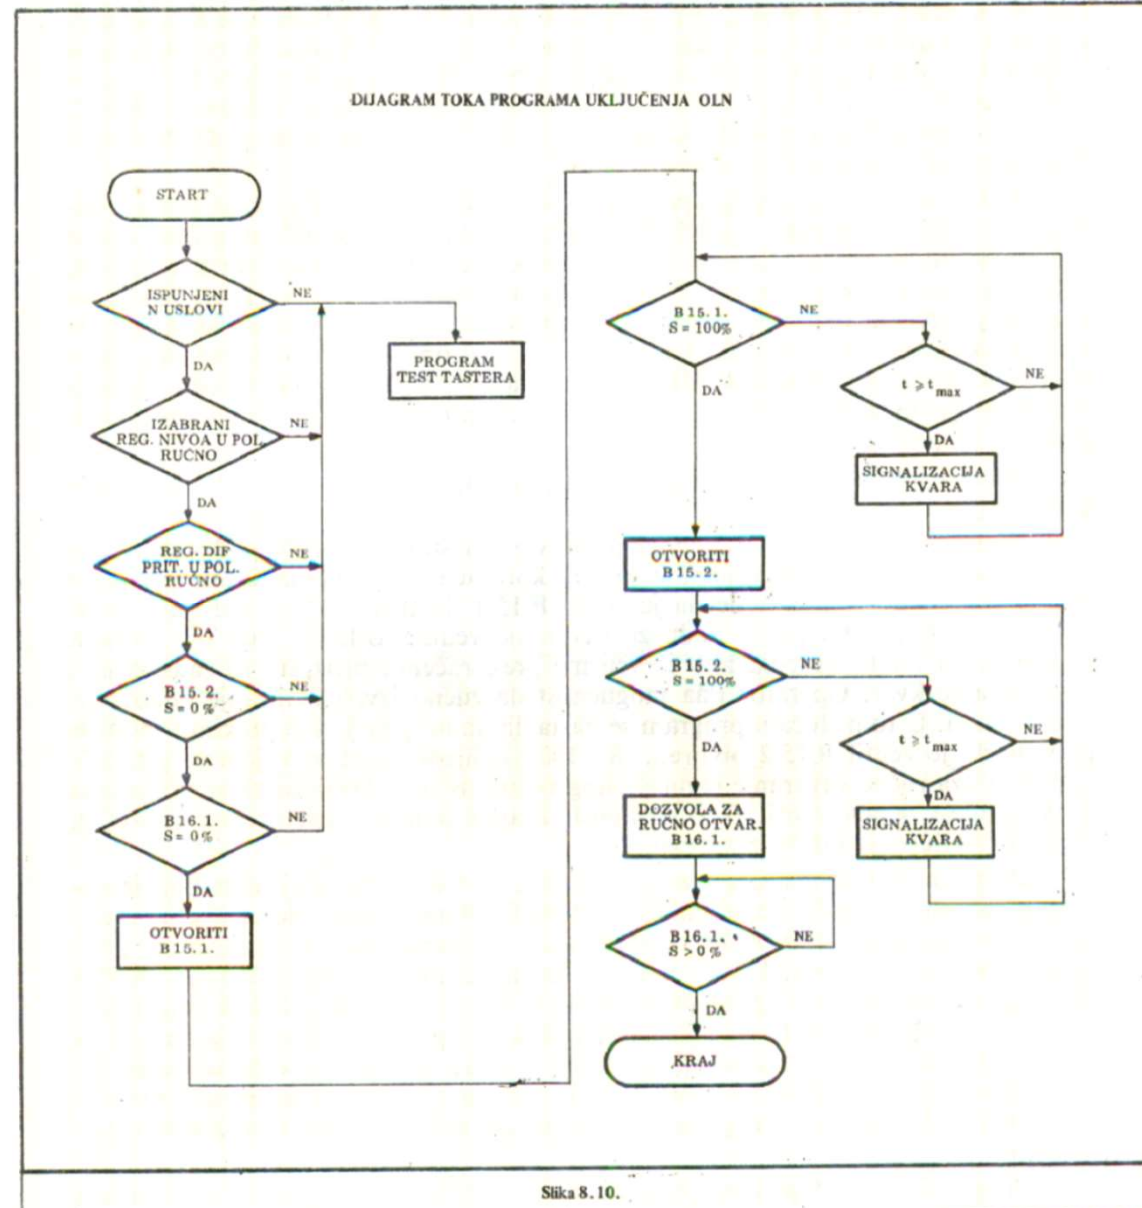 DIJAGRAM TOKA PROGRAMA UKLJUČENJA OLN
START
ISPUNJENI
N USLOVI
NE
DA
PROGRAM
TEST TASTERA
IZABRANI
REG. NIVOA U POL.
RUČNO
NE
DA
REG. DIF
PRIT. U POL.
RUČNO
NE
DA
B 15. 2.
S = 0 %
NE
DA
B 16. 1.
S = 0 %
NE
DA
OTVORITI
B 15. 1.
B 15. 1.
S = 100%
NE
DA
t ⩾ t max
NE
DA
SIGNALIZACIJA
KVARA
OTVORITI
B 15. 2.
B 15. 2.
S = 100%
NE
DA
t ⩾ t max
NE
DA
SIGNALIZACIJA
KVARA
DOZVOLA ZA
RUČNO OTVAR.
B 16. 1.
B 16. 1.
S > 0 %
NE
DA
KRAJ
Slika 8. 10.